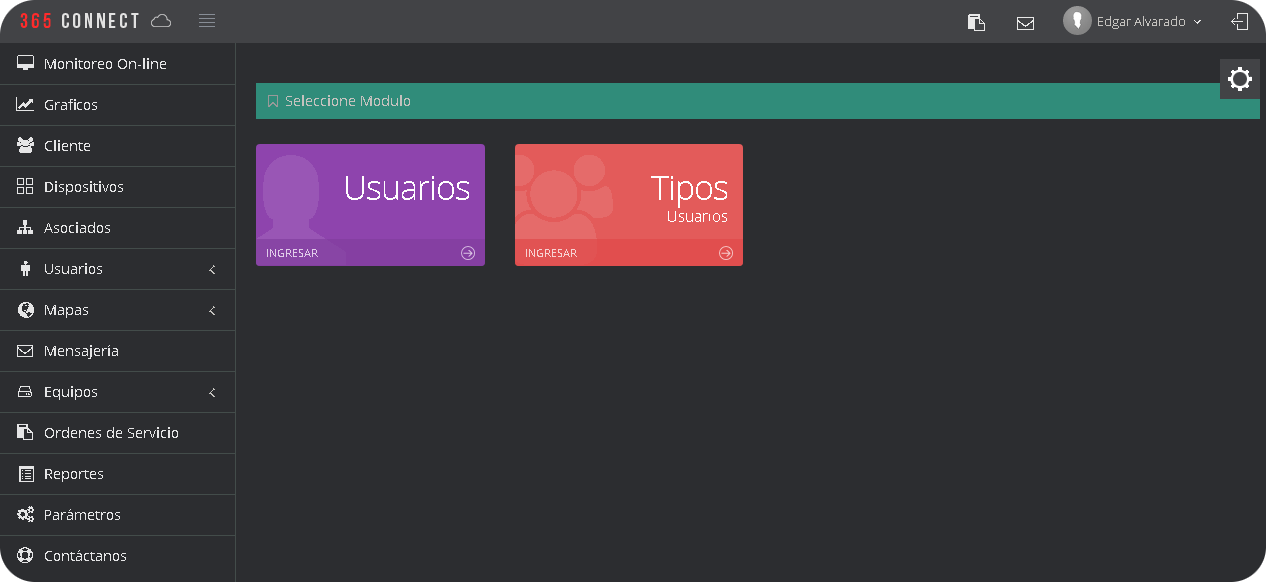 365 CONNECT
Edgar Alvarado
Monitoreo On-line
Graficos
Cliente
Dispositivos
Asociados
Usuarios
Mapas
Mensajería
Equipos
Ordenes de Servicio
Reportes
Parámetros
Contáctanos
Seleccione Modulo
Usuarios
INGRESAR
Tipos
Usuarios
INGRESAR